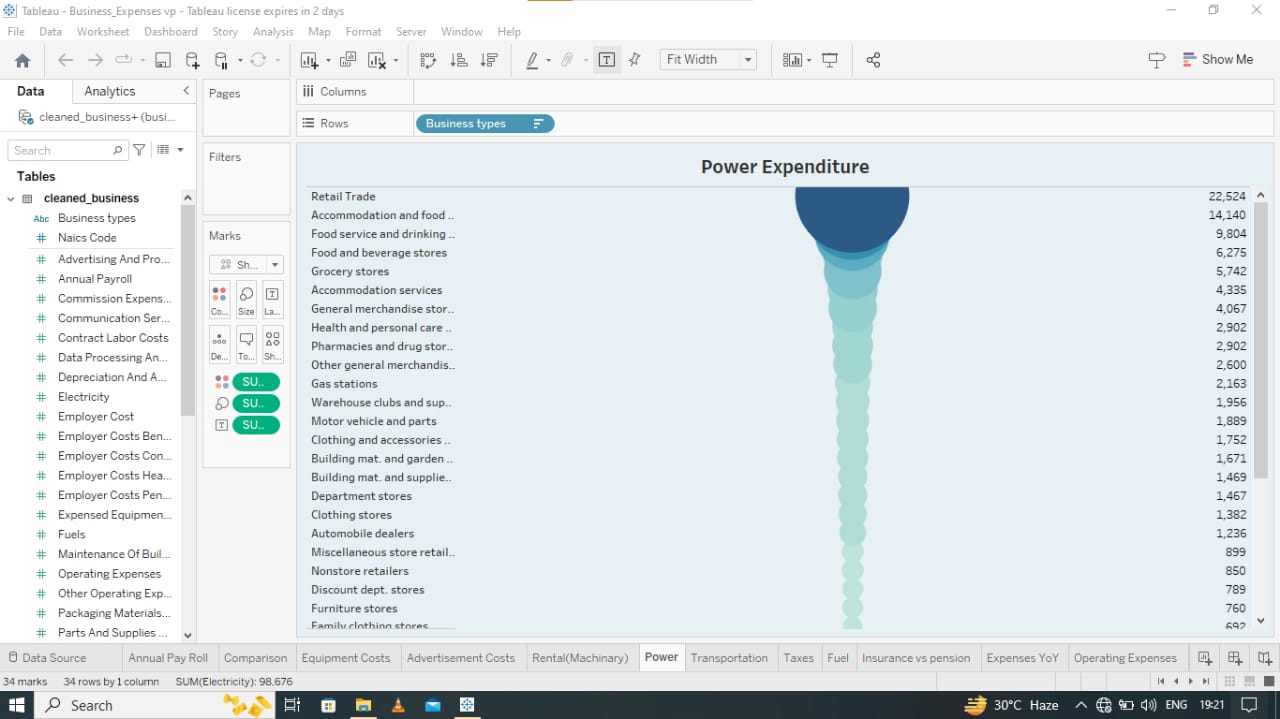 Tableau - Business_Expenses vp - Tableau license expires in 2 days
File Data Worksheet Dashboard Story Analysis Map Format Server Window Help
Fit Width
Show Me
Data Analytics
cleaned_business+ (busi...
Search
Tables
cleaned_business
Abc Business types
# Naics Code
# Advertising And Pro...
# Annual Payroll
# Commission Expens...
# Communication Ser...
# Contract Labor Costs
# Data Processing An...
# Depreciation And A...
# Electricity
# Employer Cost
# Employer Costs Ben...
# Employer Costs Con...
# Employer Costs Hea...
# Employer Costs Pen...
# Expensed Equipmen...
# Fuels
# Maintenance Of Buil...
# Operating Expenses
# Other Operating Exp...
# Packaging Materials...
# Parts And Supplies ...
Pages
Filters
Marks
Sh...
Co... Size La...
De... To... Sh...
SU..
SU..
SU..
Columns
Rows Business types
Power Expenditure
Retail Trade 22,524
Accommodation and food .. 14,140
Food service and drinking .. 9,804
Food and beverage stores 6,275
Grocery stores 5,742
Accommodation services 4,335
General merchandise stor.. 4,067
Health and personal care .. 2,902
Pharmacies and drug stor.. 2,902
Other general merchandis.. 2,600
Gas stations 2,163
Warehouse clubs and sup.. 1,956
Motor vehicle and parts 1,889
Clothing and accessories .. 1,752
Building mat. and garden .. 1,671
Building mat. and supplie.. 1,469
Department stores 1,467
Clothing stores 1,382
Automobile dealers 1,236
Miscellaneous store retail.. 899
Nonstore retailers 850
Discount dept. stores 789
Furniture stores 760
Family clothing stores 692
Data Source Annual Pay Roll Comparison Equipment Costs Advertisement Costs Rental(Machinary) Power Transportation Taxes Fuel Insurance vs pension Expenses YoY Operating Expenses
34 marks 34 rows by 1 column SUM(Electricity): 98,676
Search
30°C Haze ENG 19:21